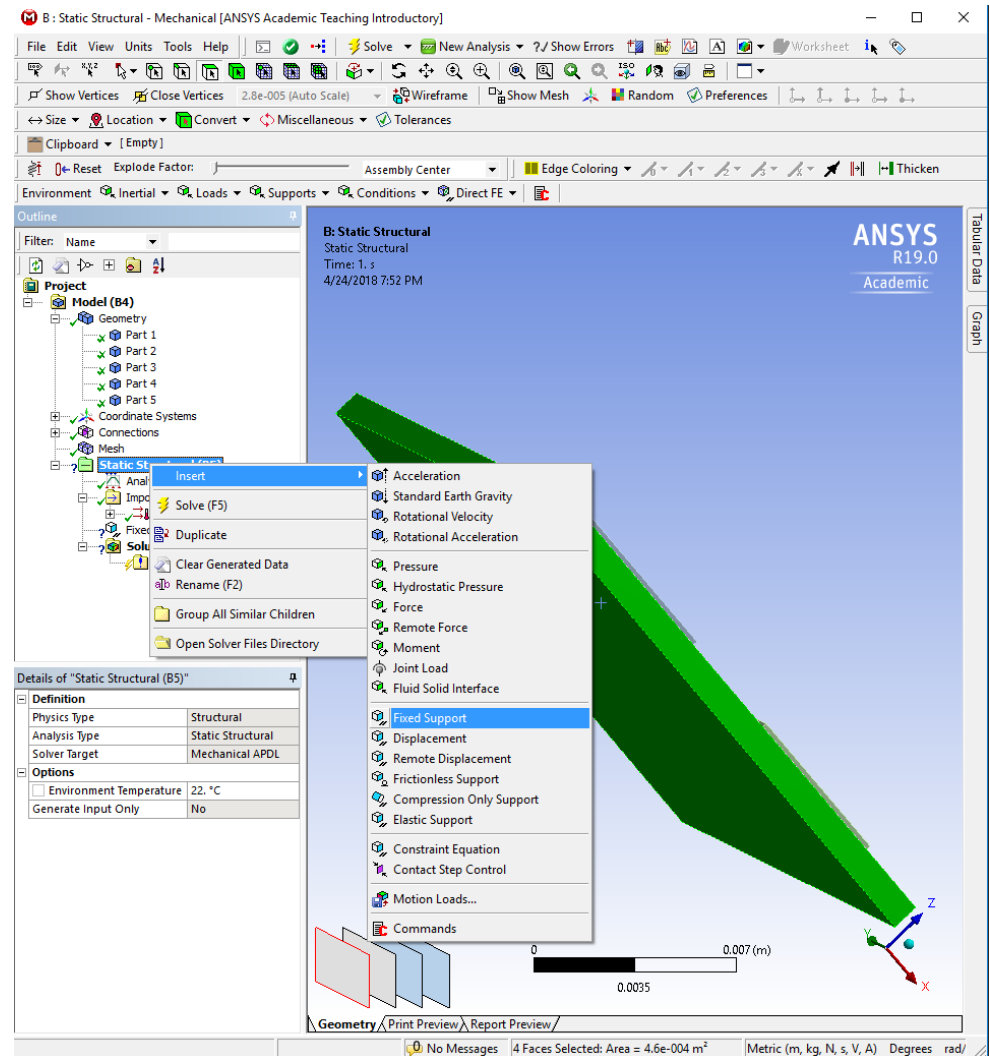 B : Static Structural - Mechanical [ANSYS Academic Teaching Introductory]
File Edit View Units Tools Help Solve New Analysis ?/ Show Errors Worksheet
Show Vertices Close Vertices 2.8e-005 (Auto Scale) Wireframe Show Mesh Random Preferences
Size Location Convert Miscellaneous Tolerances
Clipboard [Empty]
Reset Explode Factor: Assembly Center Edge Coloring Thicken
Environment Inertial Loads Supports Conditions Direct FE
Outline
Filter: Name
Project
Model (B4)
Geometry
Part 1
Part 2
Part 3
Part 4
Part 5
Coordinate Systems
Connections
Mesh
Insert
Solve (F5)
Duplicate
Clear Generated Data
Rename (F2)
Group All Similar Children
Open Solver Files Directory
Acceleration
Standard Earth Gravity
Rotational Velocity
Rotational Acceleration
Pressure
Hydrostatic Pressure
Force
Remote Force
Moment
Joint Load
Fluid Solid Interface
Fixed Support
Displacement
Remote Displacement
Frictionless Support
Compression Only Support
Elastic Support
Constraint Equation
Contact Step Control
Motion Loads...
Commands
Details of "Static Structural (B5)"
Definition
Physics Type Structural
Analysis Type Static Structural
Solver Target Mechanical APDL
Options
Environment Temperature 22. °C
Generate Input Only No
B: Static Structural
Static Structural
Time: 1. s
4/24/2018 7:52 PM
ANSYS
R19.0
Academic
Tabular Data
Graph
Z
Y
X
0 0.007 (m)
0.0035
Geometry Print Preview Report Preview
No Messages 4 Faces Selected: Area = 4.6e-004 m² Metric (m, kg, N, s, V, A) Degrees rad/